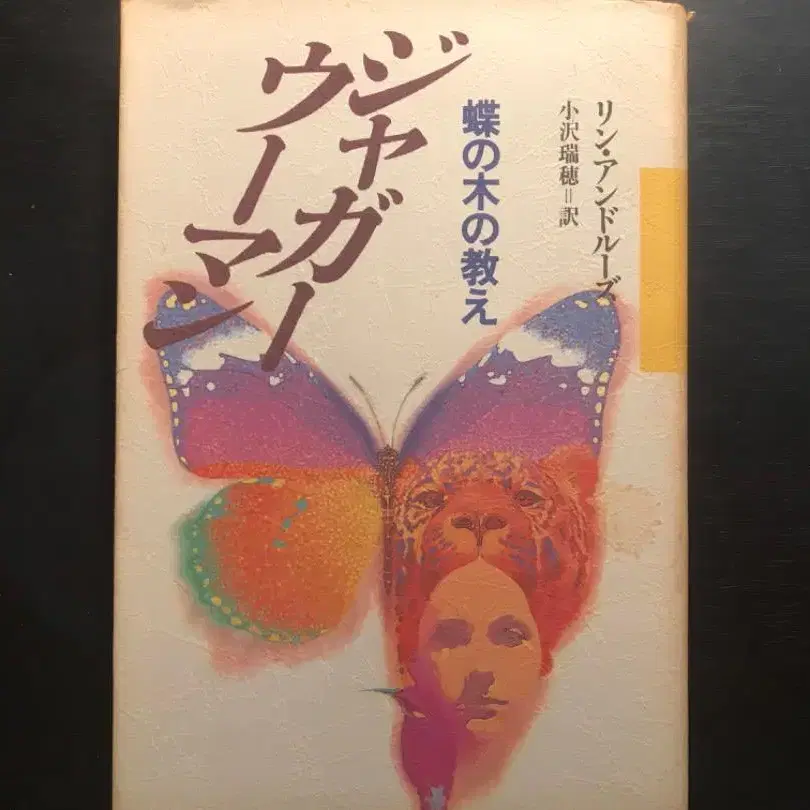 リン・アンドルーズ
小沢瑞穂=訳
蝶の木の教え
ジャガー
ウーマン